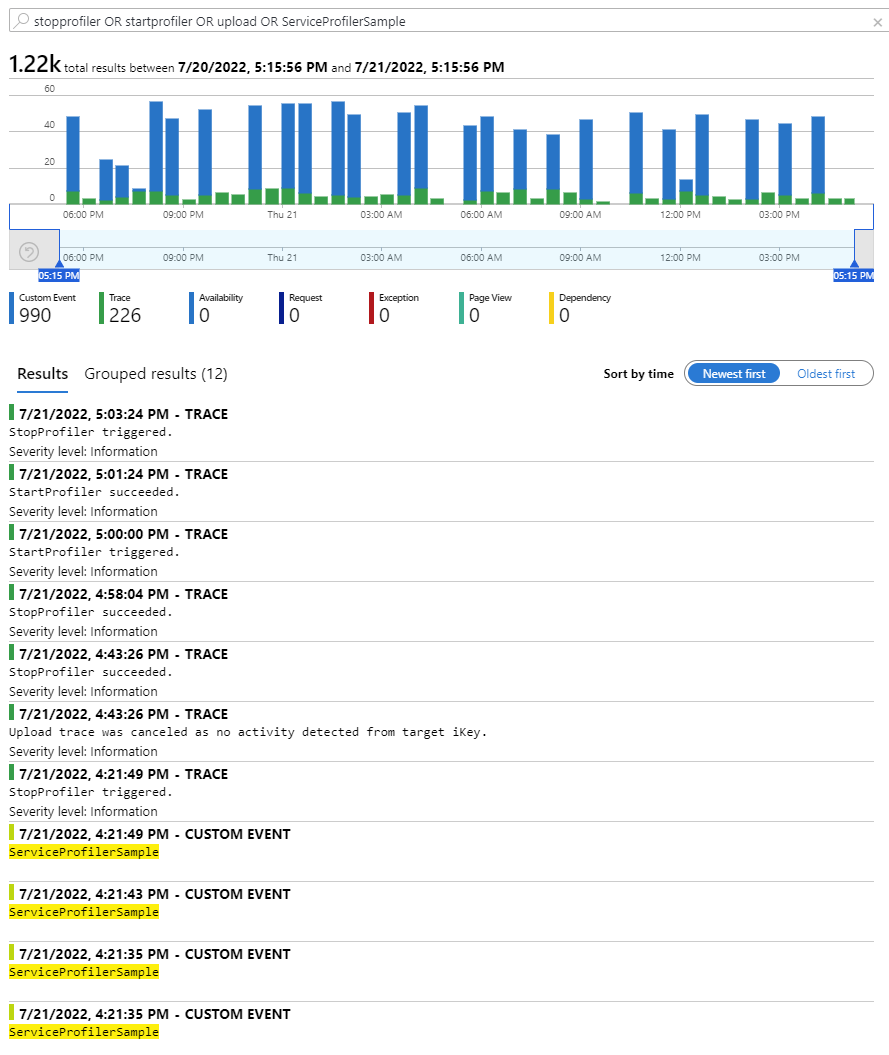 stopprofiler OR startprofiler OR upload OR ServiceProfilerSample
1.22k total results between 7/20/2022, 5:15:56 PM and 7/21/2022, 5:15:56 PM
60
40
20
0
06:00 PM 09:00 PM Thu 21 03:00 AM 06:00 AM 09:00 AM 12:00 PM 03:00 PM
06:00 PM 09:00 PM Thu 21 03:00 AM 06:00 AM 09:00 AM 12:00 PM 03:00 PM
05:15 PM 05:15 PM
Custom Event Trace Availability Request Exception Page View Dependency
990 226 0 0 0 0 0
Results Grouped results (12) Sort by time Newest first Oldest first
7/21/2022, 5:03:24 PM - TRACE
StopProfiler triggered.
Severity level: Information
7/21/2022, 5:01:24 PM - TRACE
StartProfiler succeeded.
Severity level: Information
7/21/2022, 5:00:00 PM - TRACE
StartProfiler triggered.
Severity level: Information
7/21/2022, 4:58:04 PM - TRACE
StopProfiler succeeded.
Severity level: Information
7/21/2022, 4:43:26 PM - TRACE
StopProfiler succeeded.
Severity level: Information
7/21/2022, 4:43:26 PM - TRACE
Upload trace was canceled as no activity detected from target iKey.
Severity level: Information
7/21/2022, 4:21:49 PM - TRACE
StopProfiler triggered.
Severity level: Information
7/21/2022, 4:21:49 PM - CUSTOM EVENT
ServiceProfilerSample
7/21/2022, 4:21:43 PM - CUSTOM EVENT
ServiceProfilerSample
7/21/2022, 4:21:35 PM - CUSTOM EVENT
ServiceProfilerSample
7/21/2022, 4:21:35 PM - CUSTOM EVENT
ServiceProfilerSample